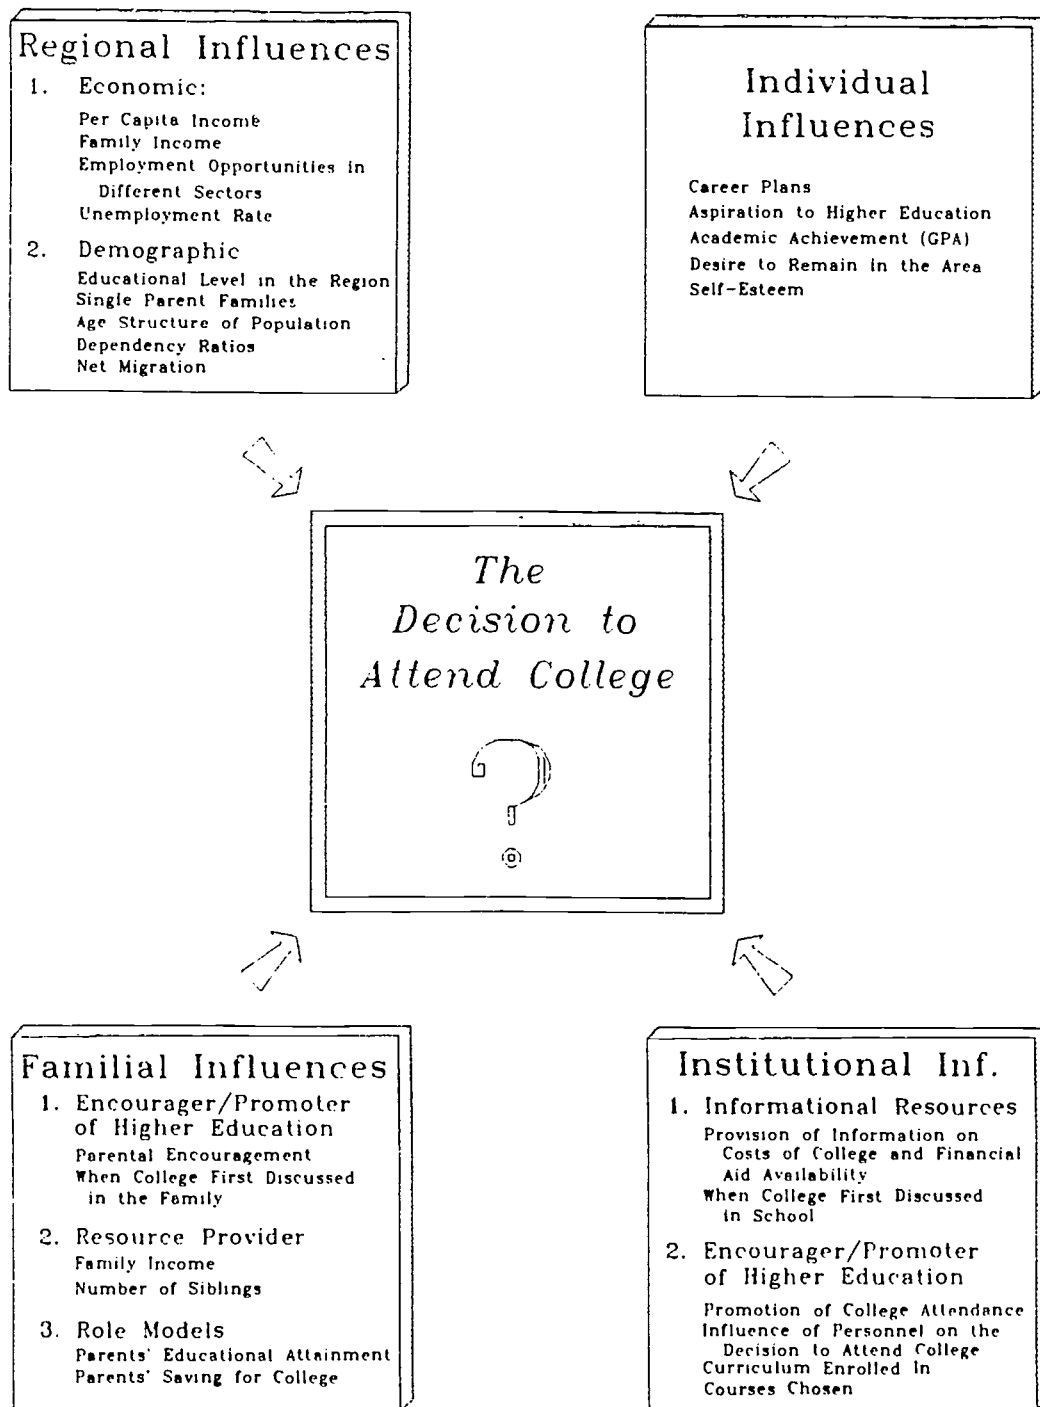 Regional Influences
1. Economic:
Per Capita Income
Family Income
Employment Opportunities in
Different Sectors
Unemployment Rate
2. Demographic
Educational Level in the Region
Single Parent Families
Age Structure of Population
Dependency Ratios
Net Migration
Individual
Influences
Career Plans
Aspiration to Higher Education
Academic Achievement (GPA)
Desire to Remain in the Area
Self-Esteem
The
Decision to
Attend College
?
Familial Influences
1. Encourager/Promoter
of Higher Education
Parental Encouragement
When College First Discussed
in the Family
2. Resource Provider
Family Income
Number of Siblings
3. Role Models
Parents' Educational Attainment
Parents' Saving for College
Institutional Inf.
1. Informational Resources
Provision of Information on
Costs of College and Financial
Aid Availability
When College First Discussed
in School
2. Encourager/Promoter
of Higher Education
Promotion of College Attendance
Influence of Personnel on the
Decision to Attend College
Curriculum Enrolled In
Courses Chosen